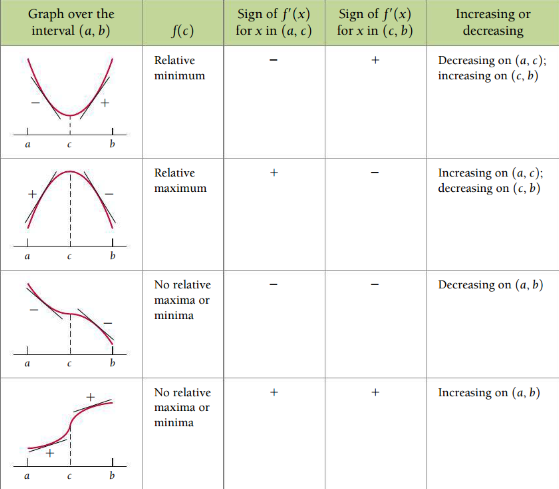 Graph over the
interval (a, b)
f(c)
Sign of f′(x)
for x in (a, c)
Sign of f′(x)
for x in (c, b)
Increasing or
decreasing
− +
a c b
Relative
minimum
−
+
Decreasing on (a, c);
increasing on (c, b)
+ −
a c b
Relative
maximum
+
−
Increasing on (a, c);
decreasing on (c, b)
− −
a c b
No relative
maxima or
minima
−
−
Decreasing on (a, b)
+
+
a c b
No relative
maxima or
minima
+
+
Increasing on (a, b)